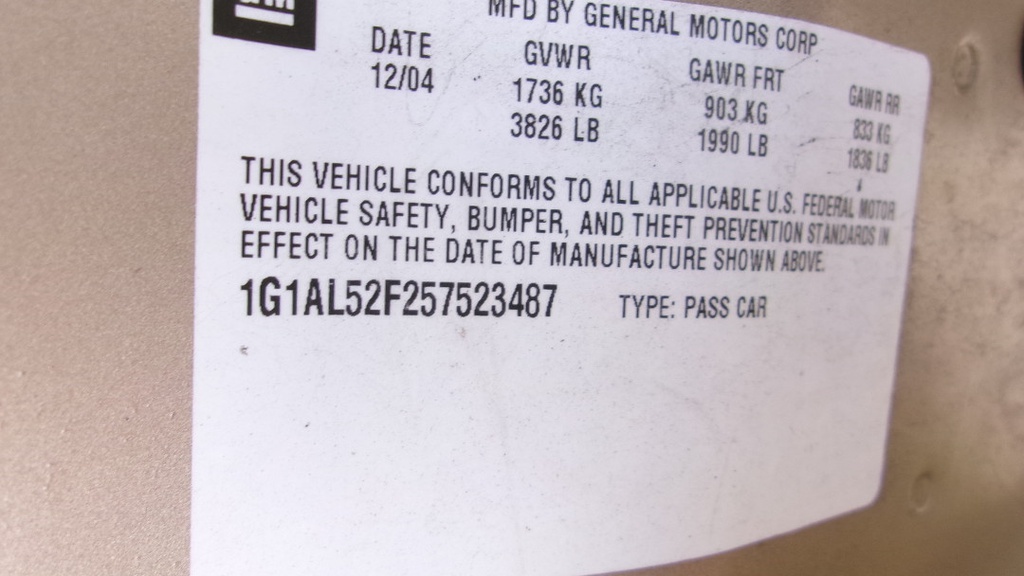 GM
MFD BY GENERAL MOTORS CORP
DATE GVWR GAWR FRT GAWR RR
12/04 1736 KG 903 KG 833 KG
3826 LB 1990 LB 1836 LB
THIS VEHICLE CONFORMS TO ALL APPLICABLE U.S. FEDERAL MOTOR
VEHICLE SAFETY, BUMPER, AND THEFT PREVENTION STANDARDS IN
EFFECT ON THE DATE OF MANUFACTURE SHOWN ABOVE.
1G1AL52F257523487 TYPE: PASS CAR